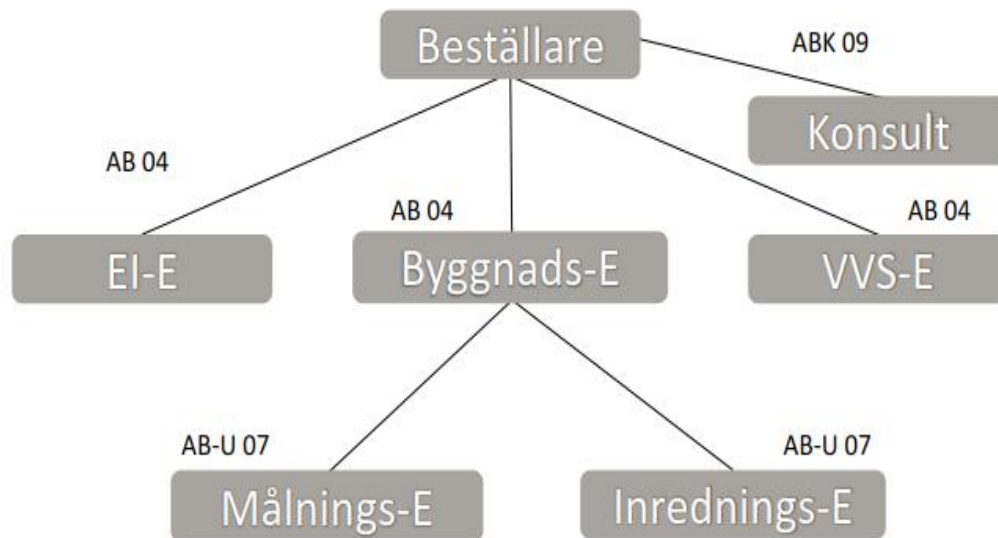 Beställare
ABK 09
Konsult
AB 04
AB 04
AB 04
El-E
Byggnads-E
VVS-E
AB-U 07
AB-U 07
Målnings-E
Inrednings-E